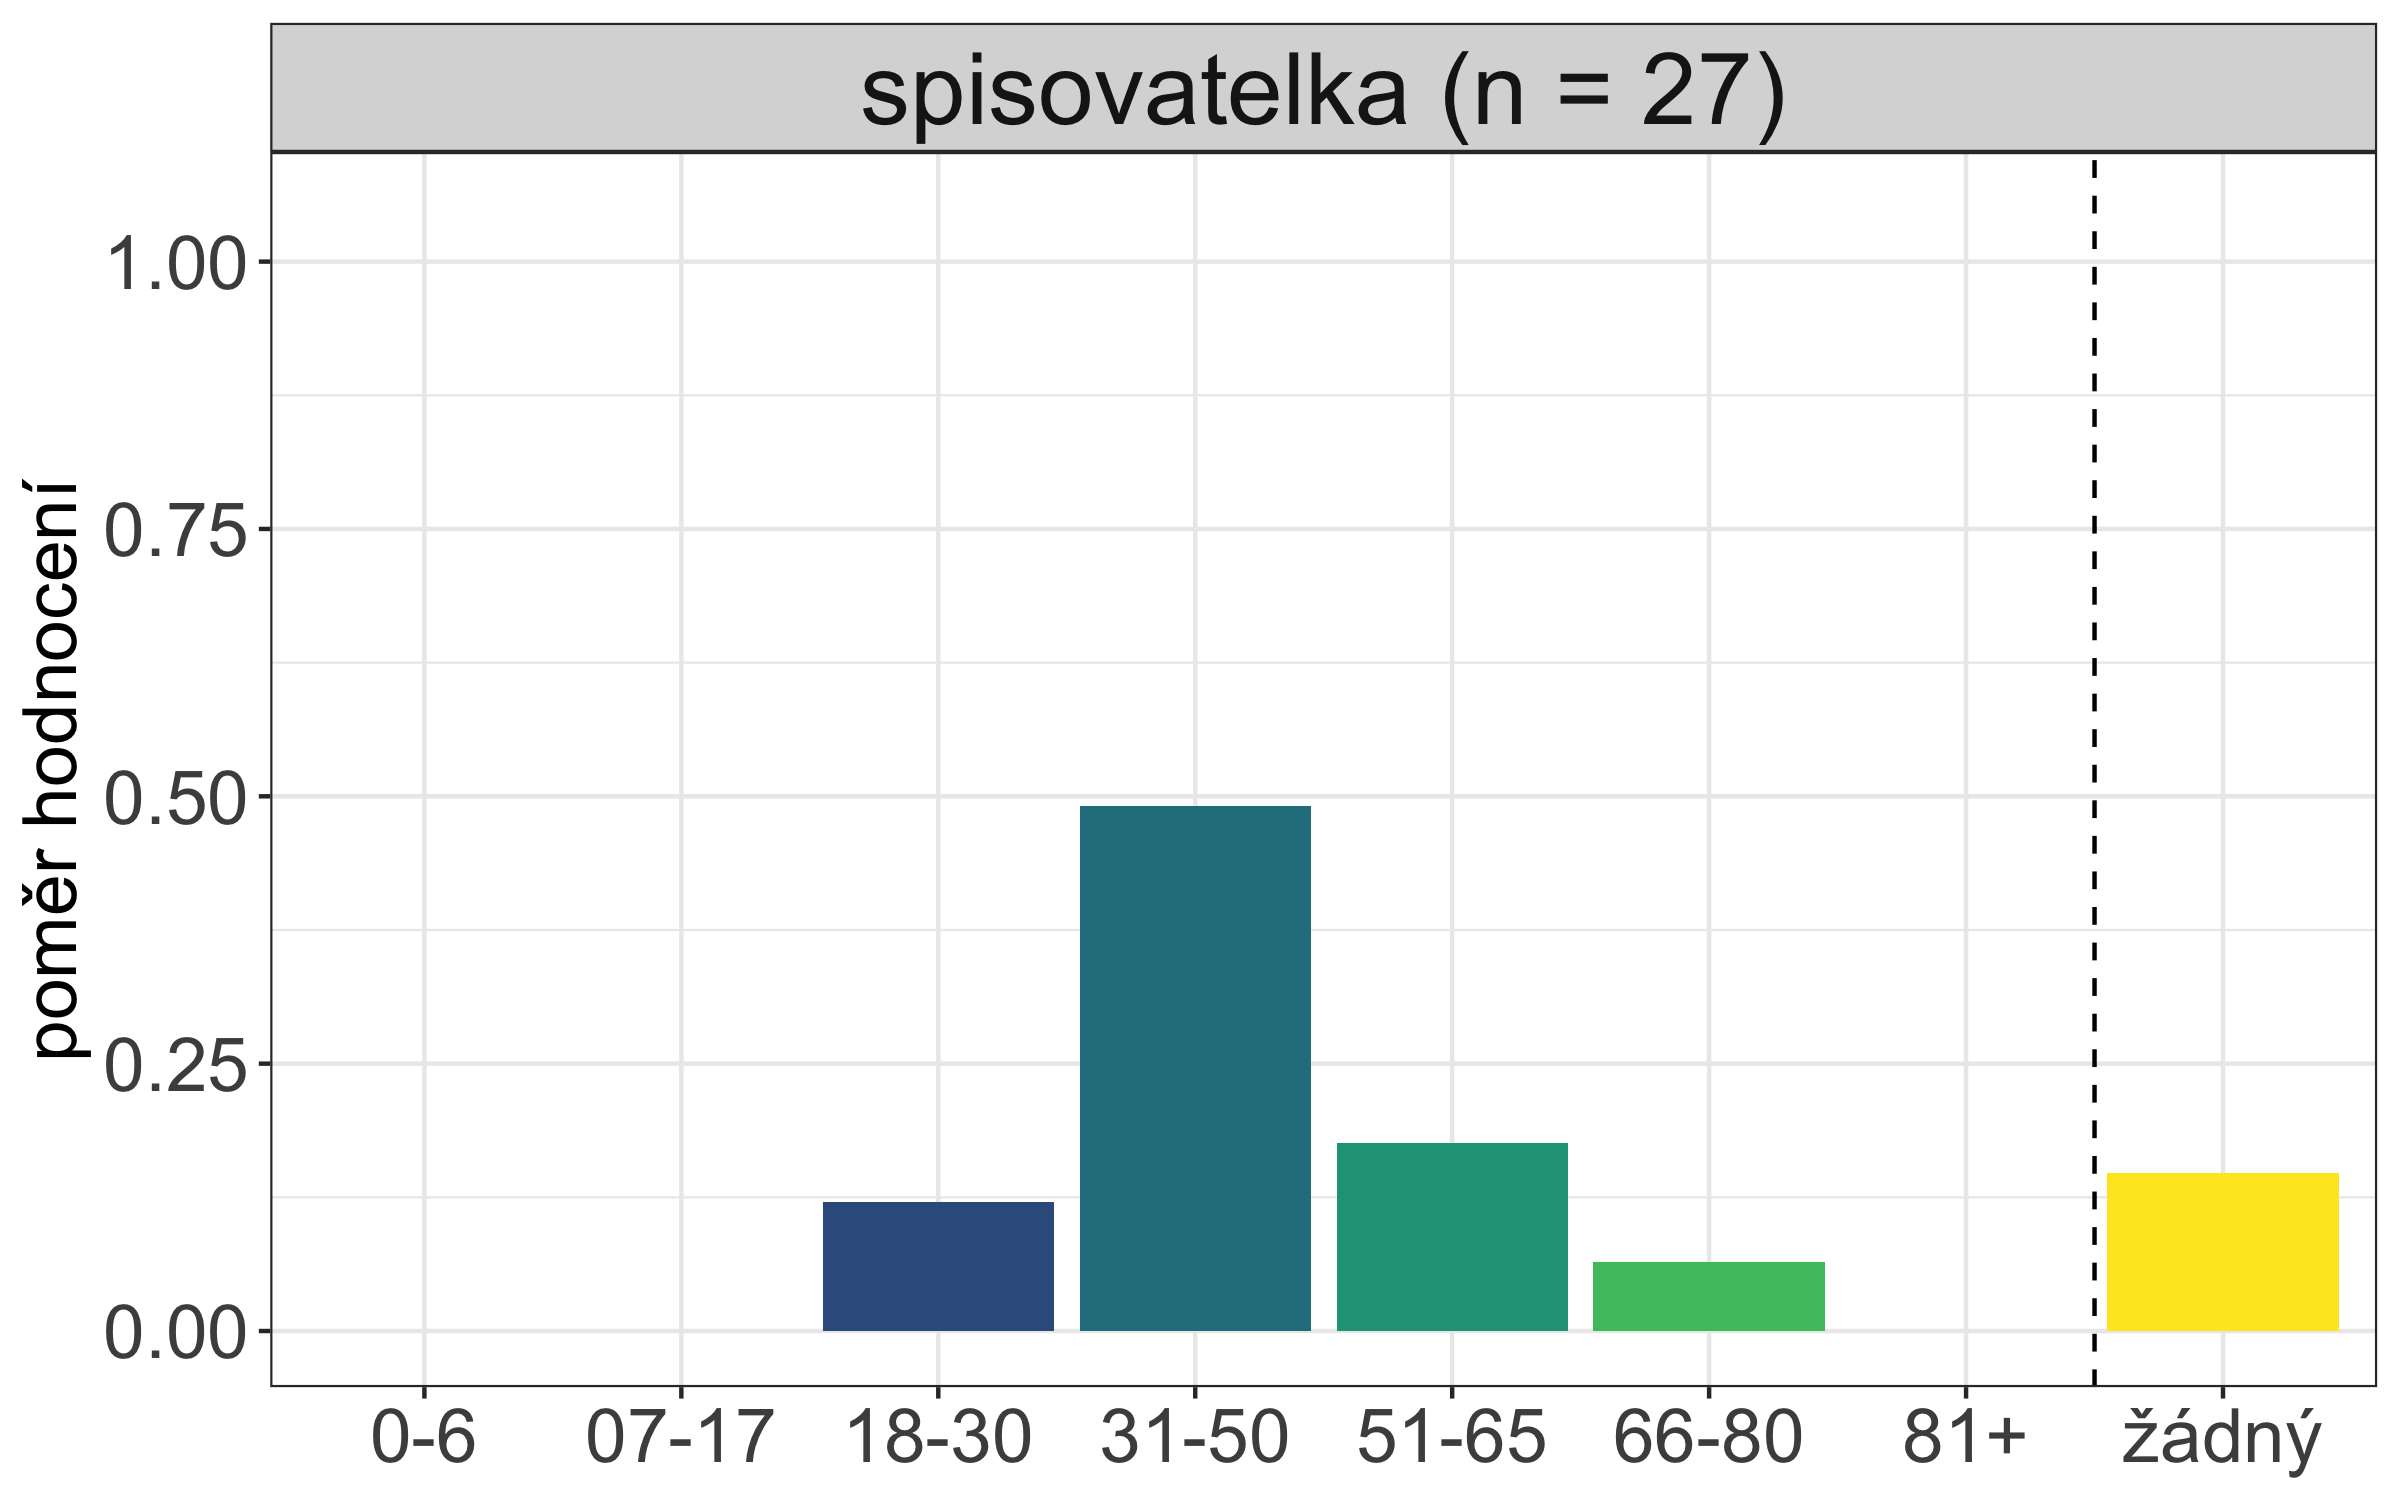 spisovatelka (n = 27)
poměr hodnocení
1.00
0.75
0.50
0.25
0.00
0-6 07-17 18-30 31-50 51-65 66-80 81+ žádný